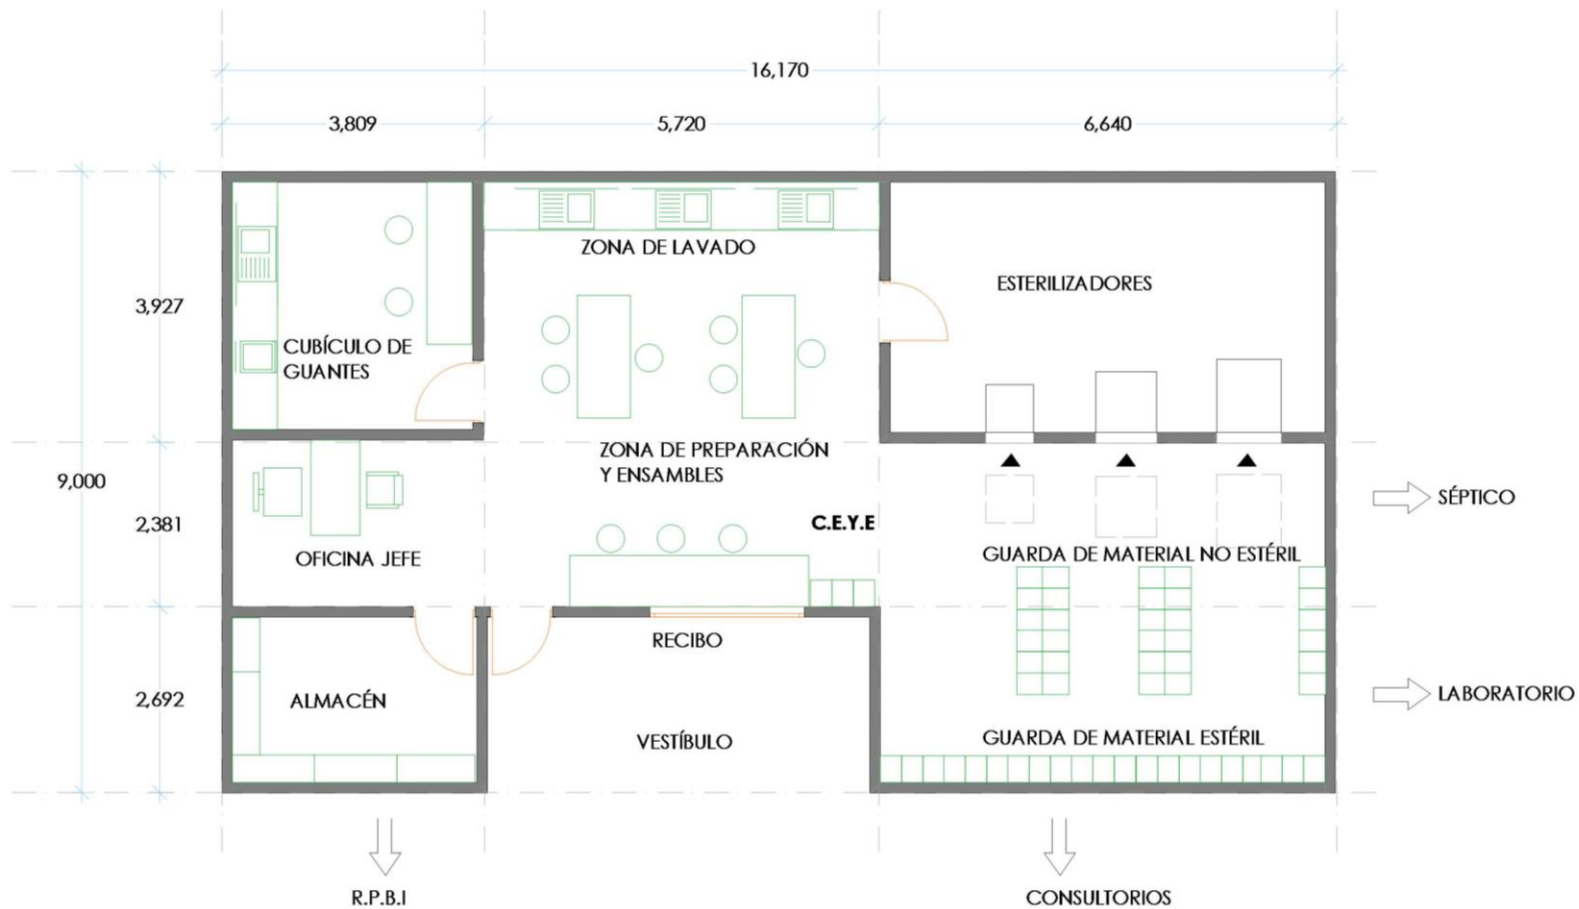 16,170
3,809
5,720
6,640
ZONA DE LAVADO
ESTERILIZADORES
3,927
CUBÍCULO DE
GUANTES
ZONA DE PREPARACIÓN
Y ENSAMBLES
9,000
SÉPTICO
2,381
C.E.Y.E
OFICINA JEFE
GUARDA DE MATERIAL NO ESTÉRIL
RECIBO
2,692
ALMACÉN
LABORATORIO
VESTÍBULO
GUARDA DE MATERIAL ESTÉRIL
R.P.B.I
CONSULTORIOS